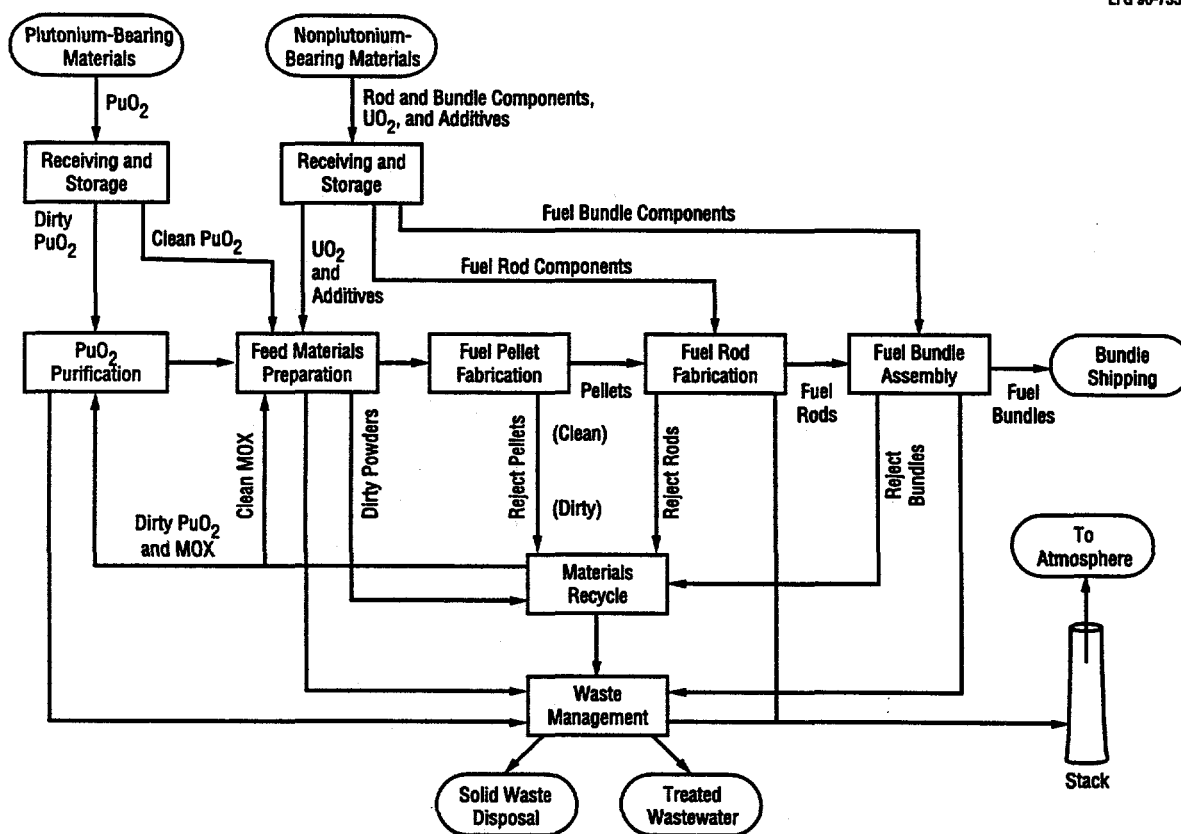 Plutonium-Bearing
Materials
Nonplutonium-
Bearing Materials
PuO2
Rod and Bundle Components,
UO2, and Additives
Receiving and
Storage
Receiving and
Storage
Dirty
PuO2
Clean PuO2
UO2
and
Additives
Fuel Bundle Components
Fuel Rod Components
PuO2
Purification
Feed Materials
Preparation
Fuel Pellet
Fabrication
Pellets
Fuel Rod
Fabrication
Fuel
Rods
Fuel Bundle
Assembly
Fuel
Bundles
Bundle
Shipping
Clean MOX
Dirty Powders
Reject Pellets
(Clean)
(Dirty)
Reject Rods
Reject
Bundles
Dirty PuO2
and MOX
Materials
Recycle
To
Atmosphere
Waste
Management
Stack
Solid Waste
Disposal
Treated
Wastewater